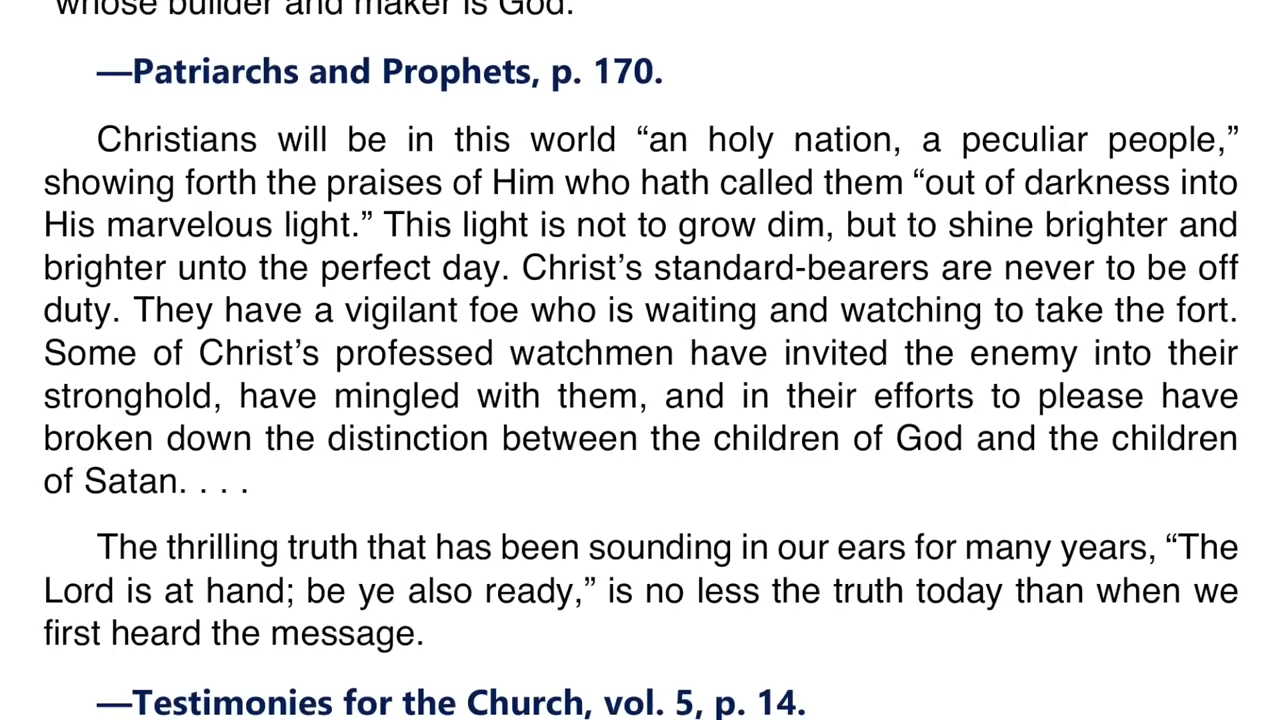 whose builder and maker is God.
—Patriarchs and Prophets, p. 170.
Christians will be in this world “an holy nation, a peculiar people,”
showing forth the praises of Him who hath called them “out of darkness into
His marvelous light.” This light is not to grow dim, but to shine brighter and
brighter unto the perfect day. Christ’s standard-bearers are never to be off
duty. They have a vigilant foe who is waiting and watching to take the fort.
Some of Christ’s professed watchmen have invited the enemy into their
stronghold, have mingled with them, and in their efforts to please have
broken down the distinction between the children of God and the children
of Satan. . . .
The thrilling truth that has been sounding in our ears for many years, “The
Lord is at hand; be ye also ready,” is no less the truth today than when we
first heard the message.
—Testimonies for the Church, vol. 5, p. 14.